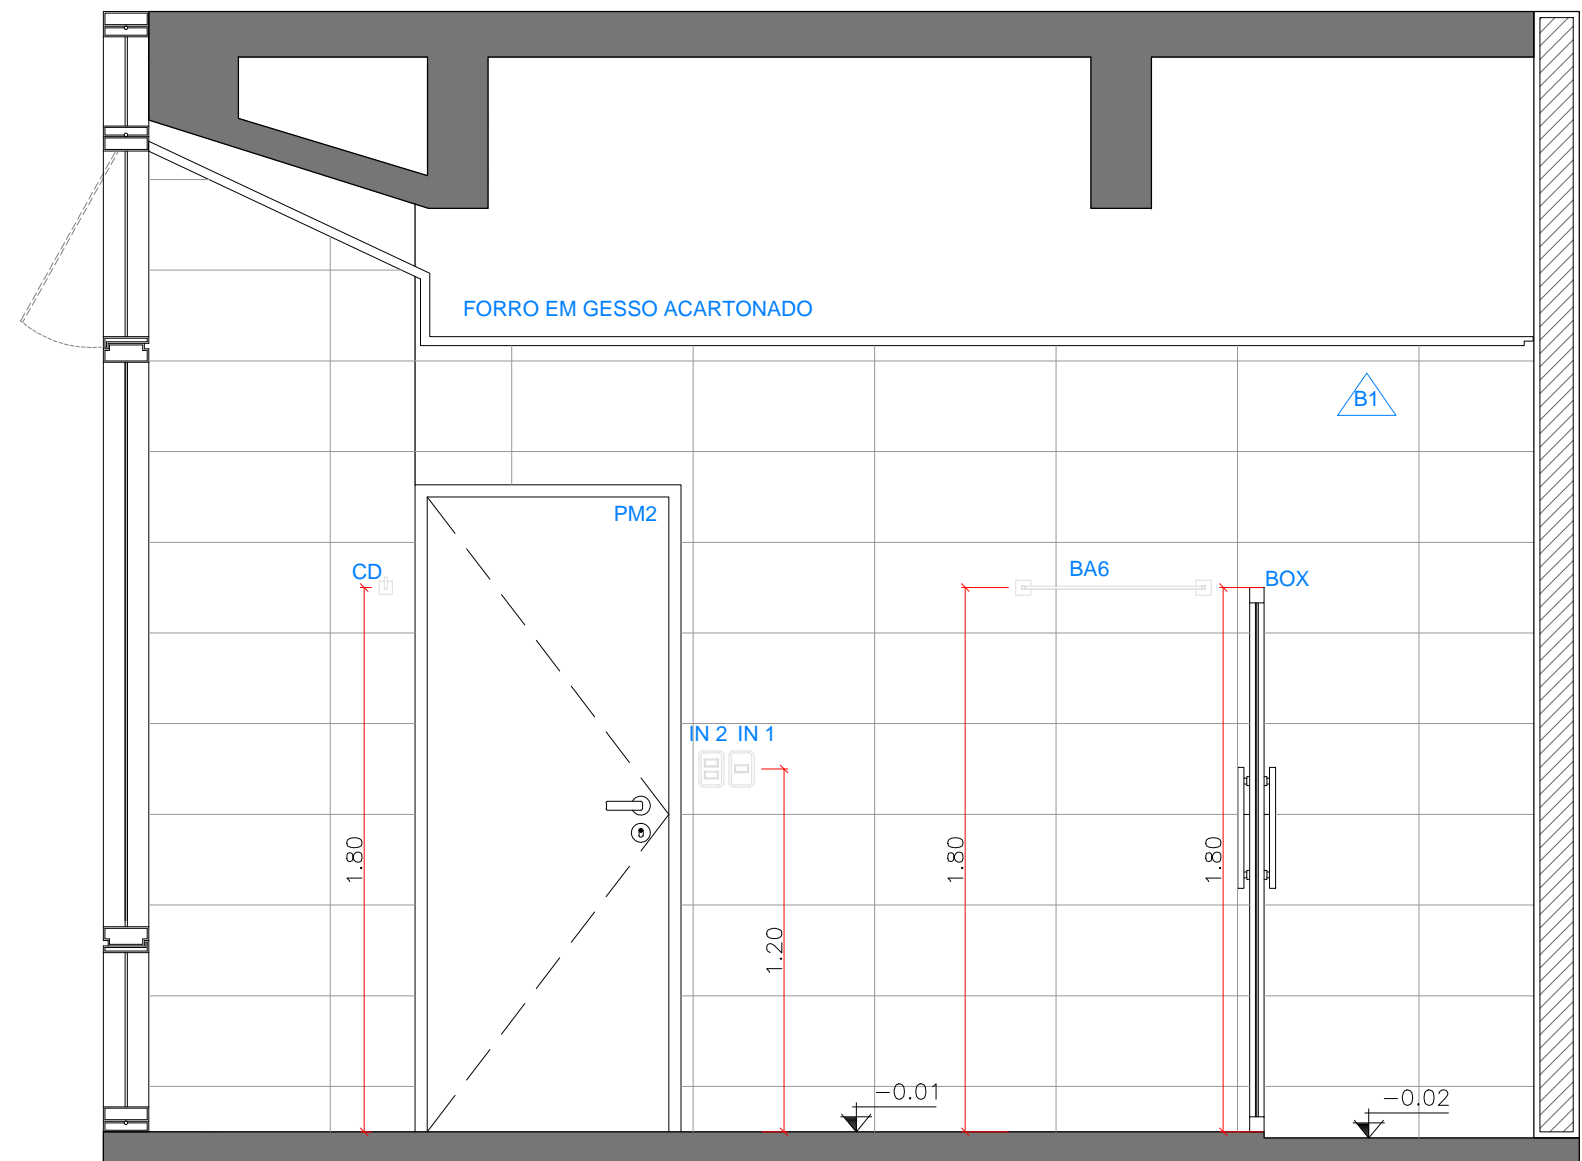 FORRO EM GESSO ACARTONADO
B1
PM2
CD
BA6
BOX
IN 2 IN 1
1.80
1.80
1.80
1.20
-0.01
-0.02